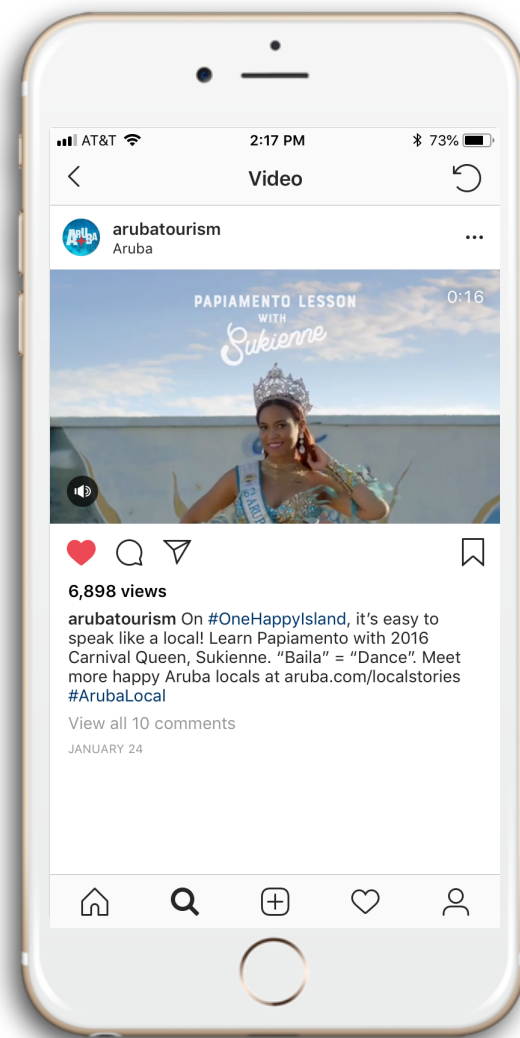 AT&T 2:17 PM 73%
Video
ARUBA
arubatourism
Aruba
PAPIAMENTO LESSON
0:16
WITH
Sukienne
ARUBA
6,898 views
arubatourism On #OneHappyIsland, it’s easy to
speak like a local! Learn Papiamento with 2016
Carnival Queen, Sukienne. “Baila” = “Dance”. Meet
more happy Aruba locals at aruba.com/localstories
#ArubaLocal
View all 10 comments
JANUARY 24